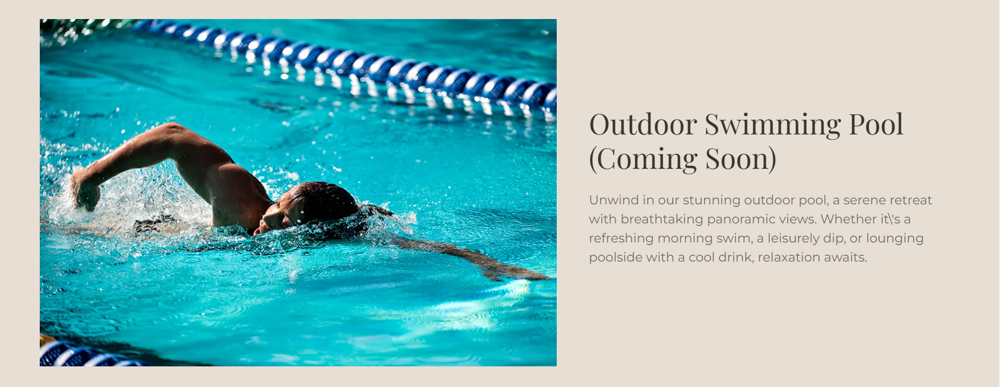 Outdoor Swimming Pool
(Coming Soon)
Unwind in our stunning outdoor pool, a serene retreat
with breathtaking panoramic views. Whether it\'s a
refreshing morning swim, a leisurely dip, or lounging
poolside with a cool drink, relaxation awaits.